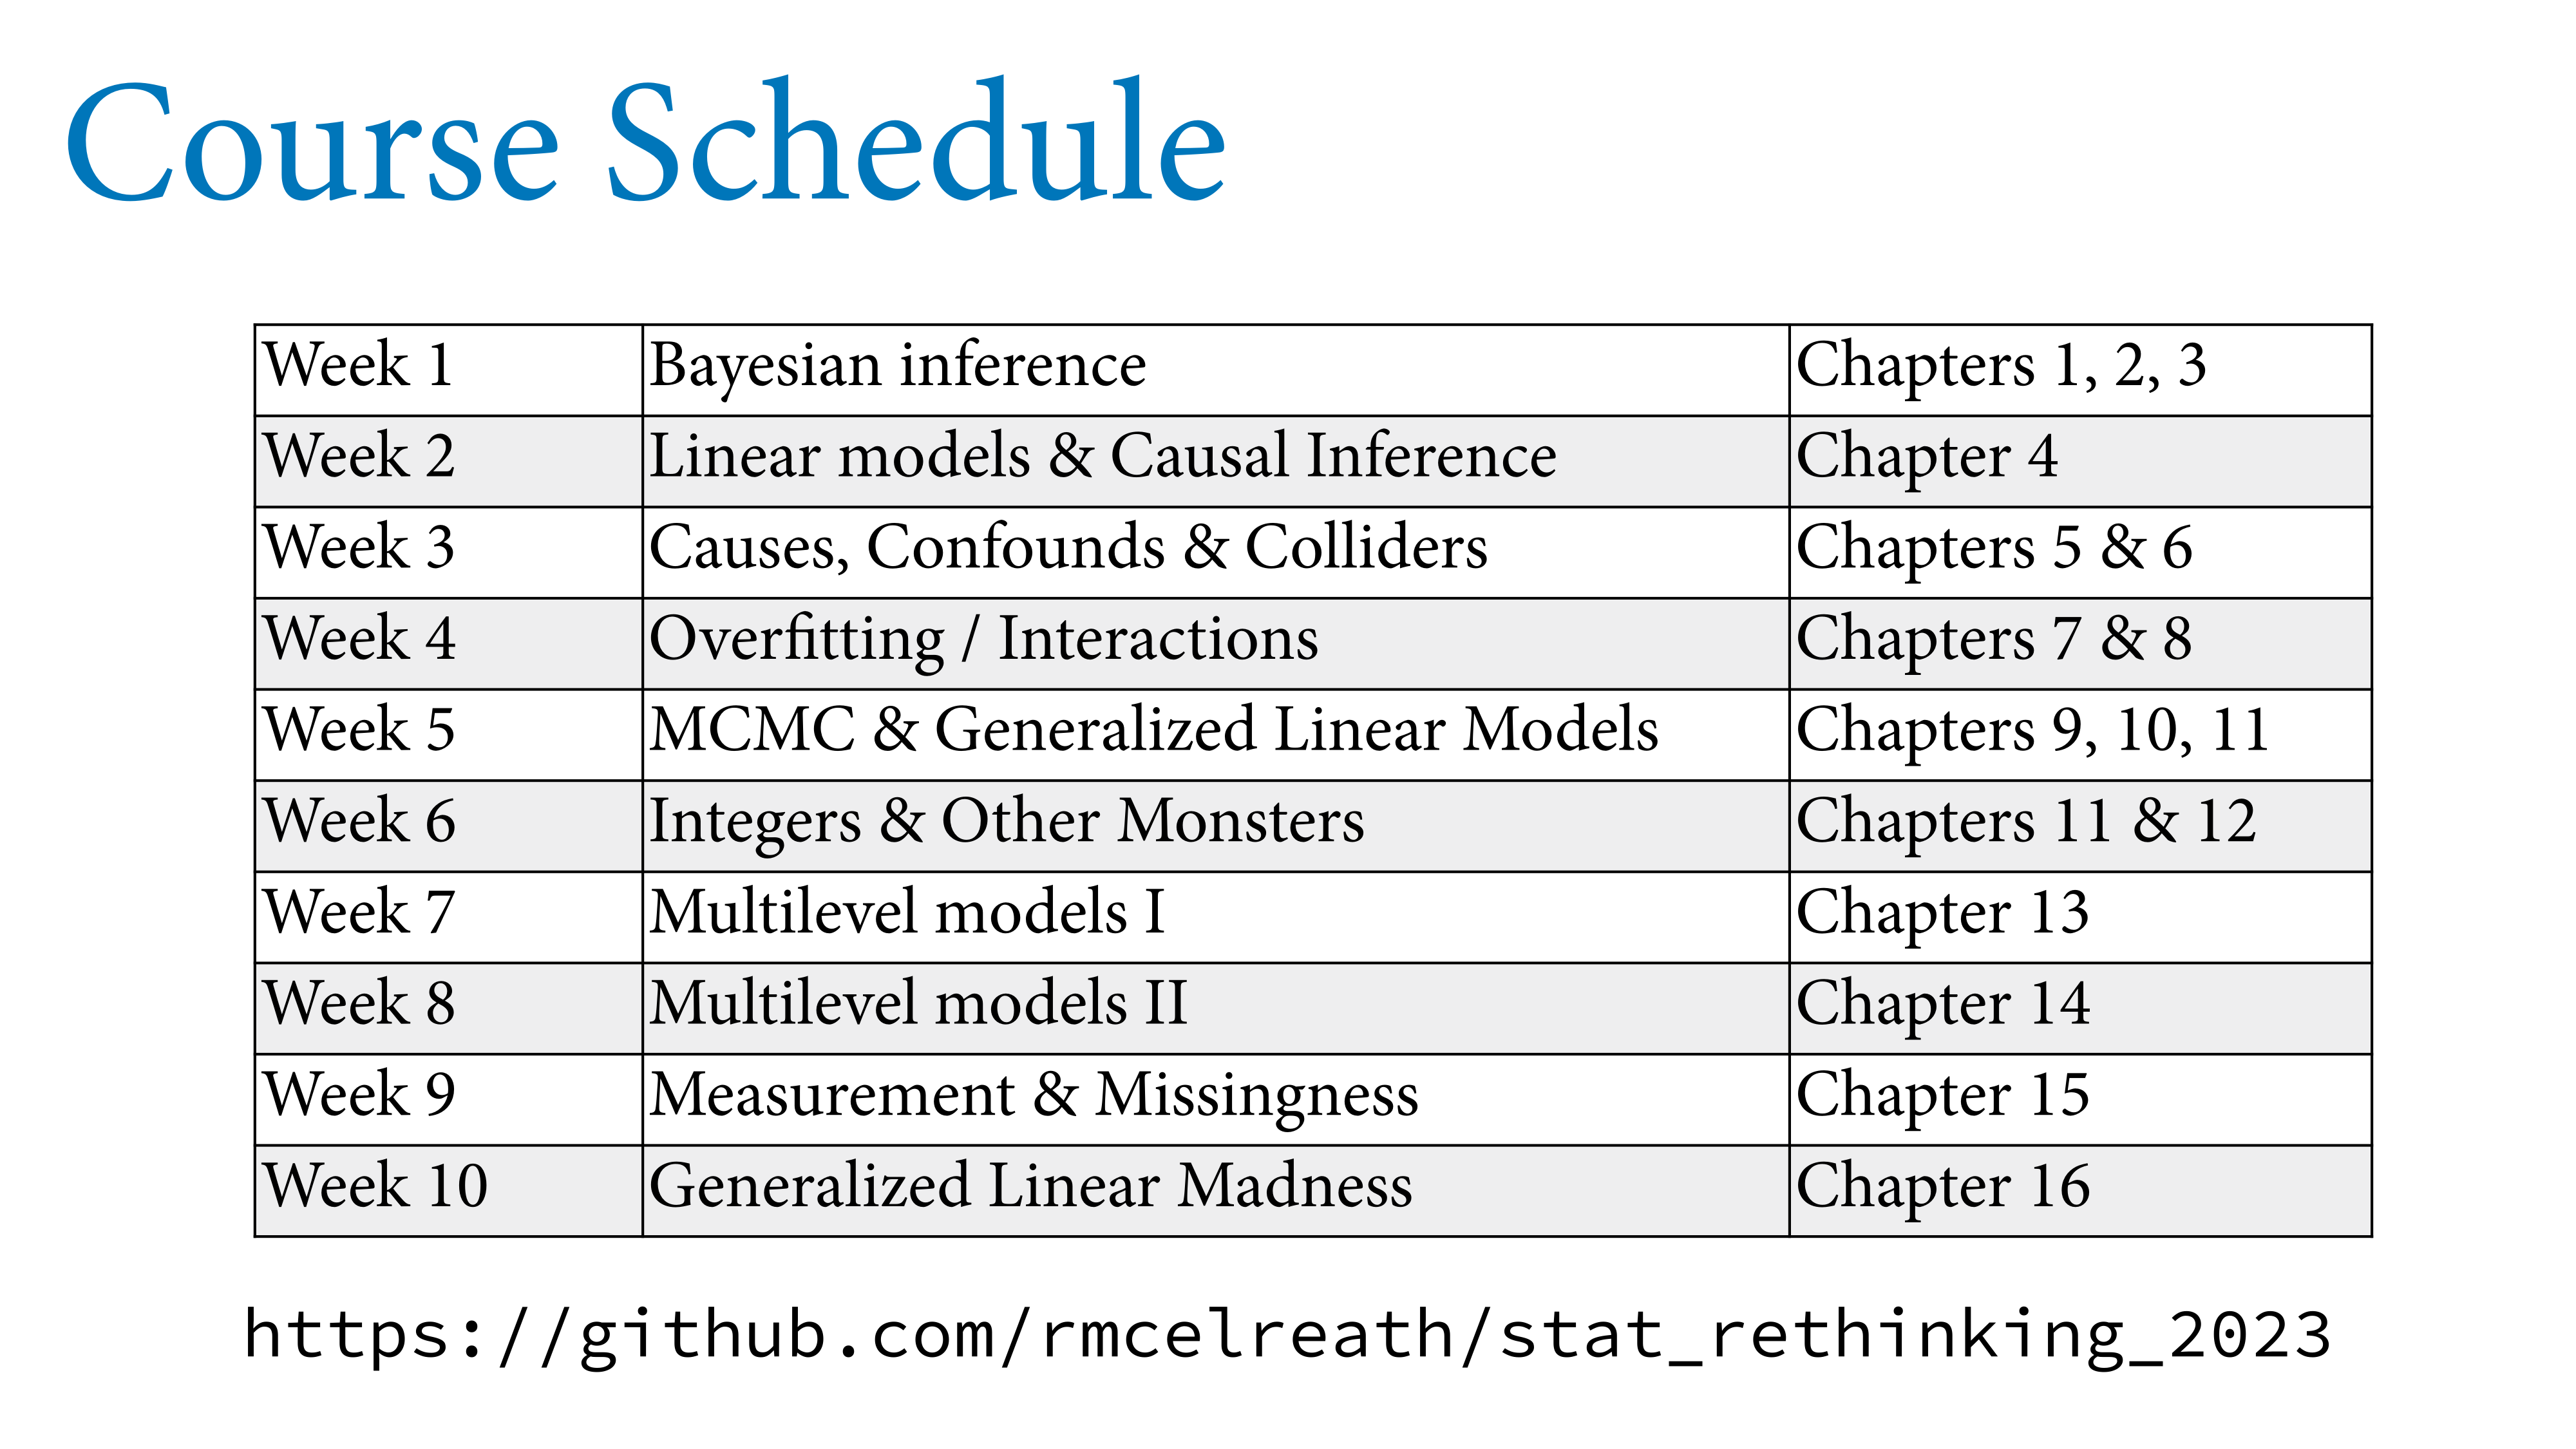 Course Schedule
Week 1 Bayesian inference Chapters 1, 2, 3
Week 2 Linear models & Causal Inference Chapter 4
Week 3 Causes, Confounds & Colliders Chapters 5 & 6
Week 4 Overfitting / Interactions Chapters 7 & 8
Week 5 MCMC & Generalized Linear Models Chapters 9, 10, 11
Week 6 Integers & Other Monsters Chapters 11 & 12
Week 7 Multilevel models I Chapter 13
Week 8 Multilevel models II Chapter 14
Week 9 Measurement & Missingness Chapter 15
Week 10 Generalized Linear Madness Chapter 16
https://github.com/rmcelreath/stat_rethinking_2023